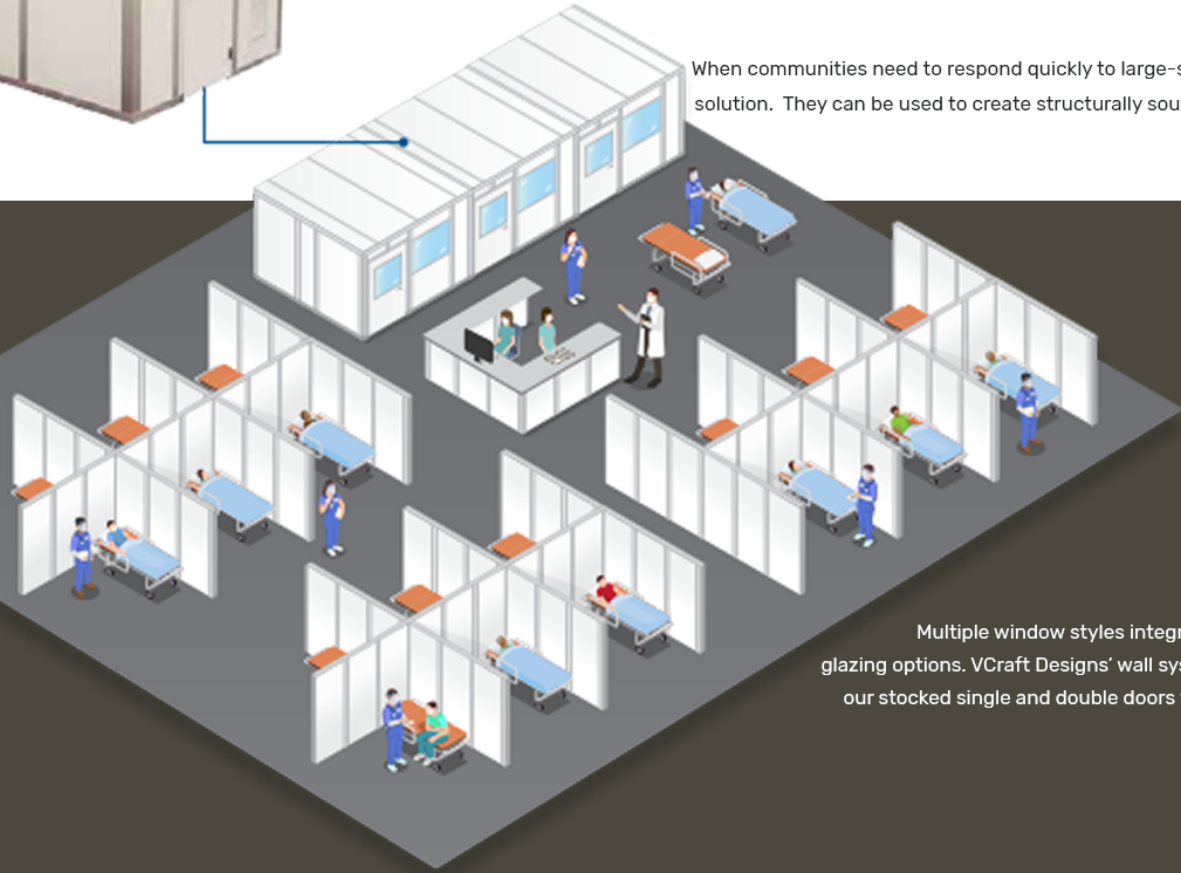 When communities need to respond quickly to large-s
solution. They can be used to create structurally sou
Multiple window styles integr
glazing options. VCraft Designs’ wall sys
our stocked single and double doors